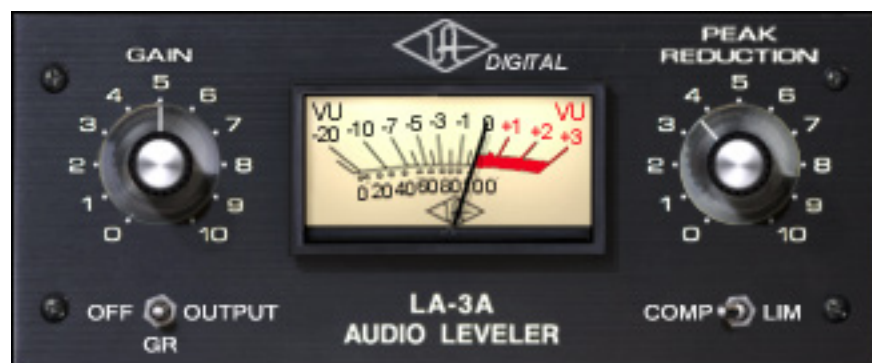 GAIN
0 1 2 3 4 5 6 7 8 9 10
UA DIGITAL
PEAK
REDUCTION
0 1 2 3 4 5 6 7 8 9 10
VU VU
-20 -10 -7 -5 -3 -1 0 +1 +2 +3
0 20 40 60 80 100
OFF OUTPUT
GR
LA-3A
AUDIO LEVELER
COMP LIM